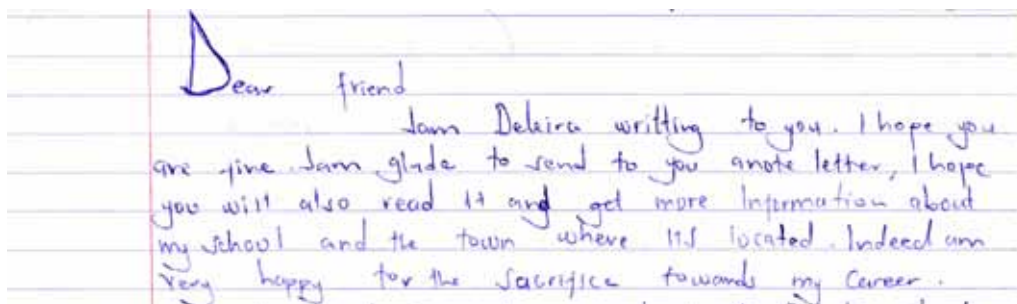 Dear friend
Iam Deleira writting to you. I hope you
are fine. Iam glade to send to you anote letter, I hope
you will also read it and get more Information about
my school and the town where its located. Indeed am
Very happy for the Sacrifice towards my Career.